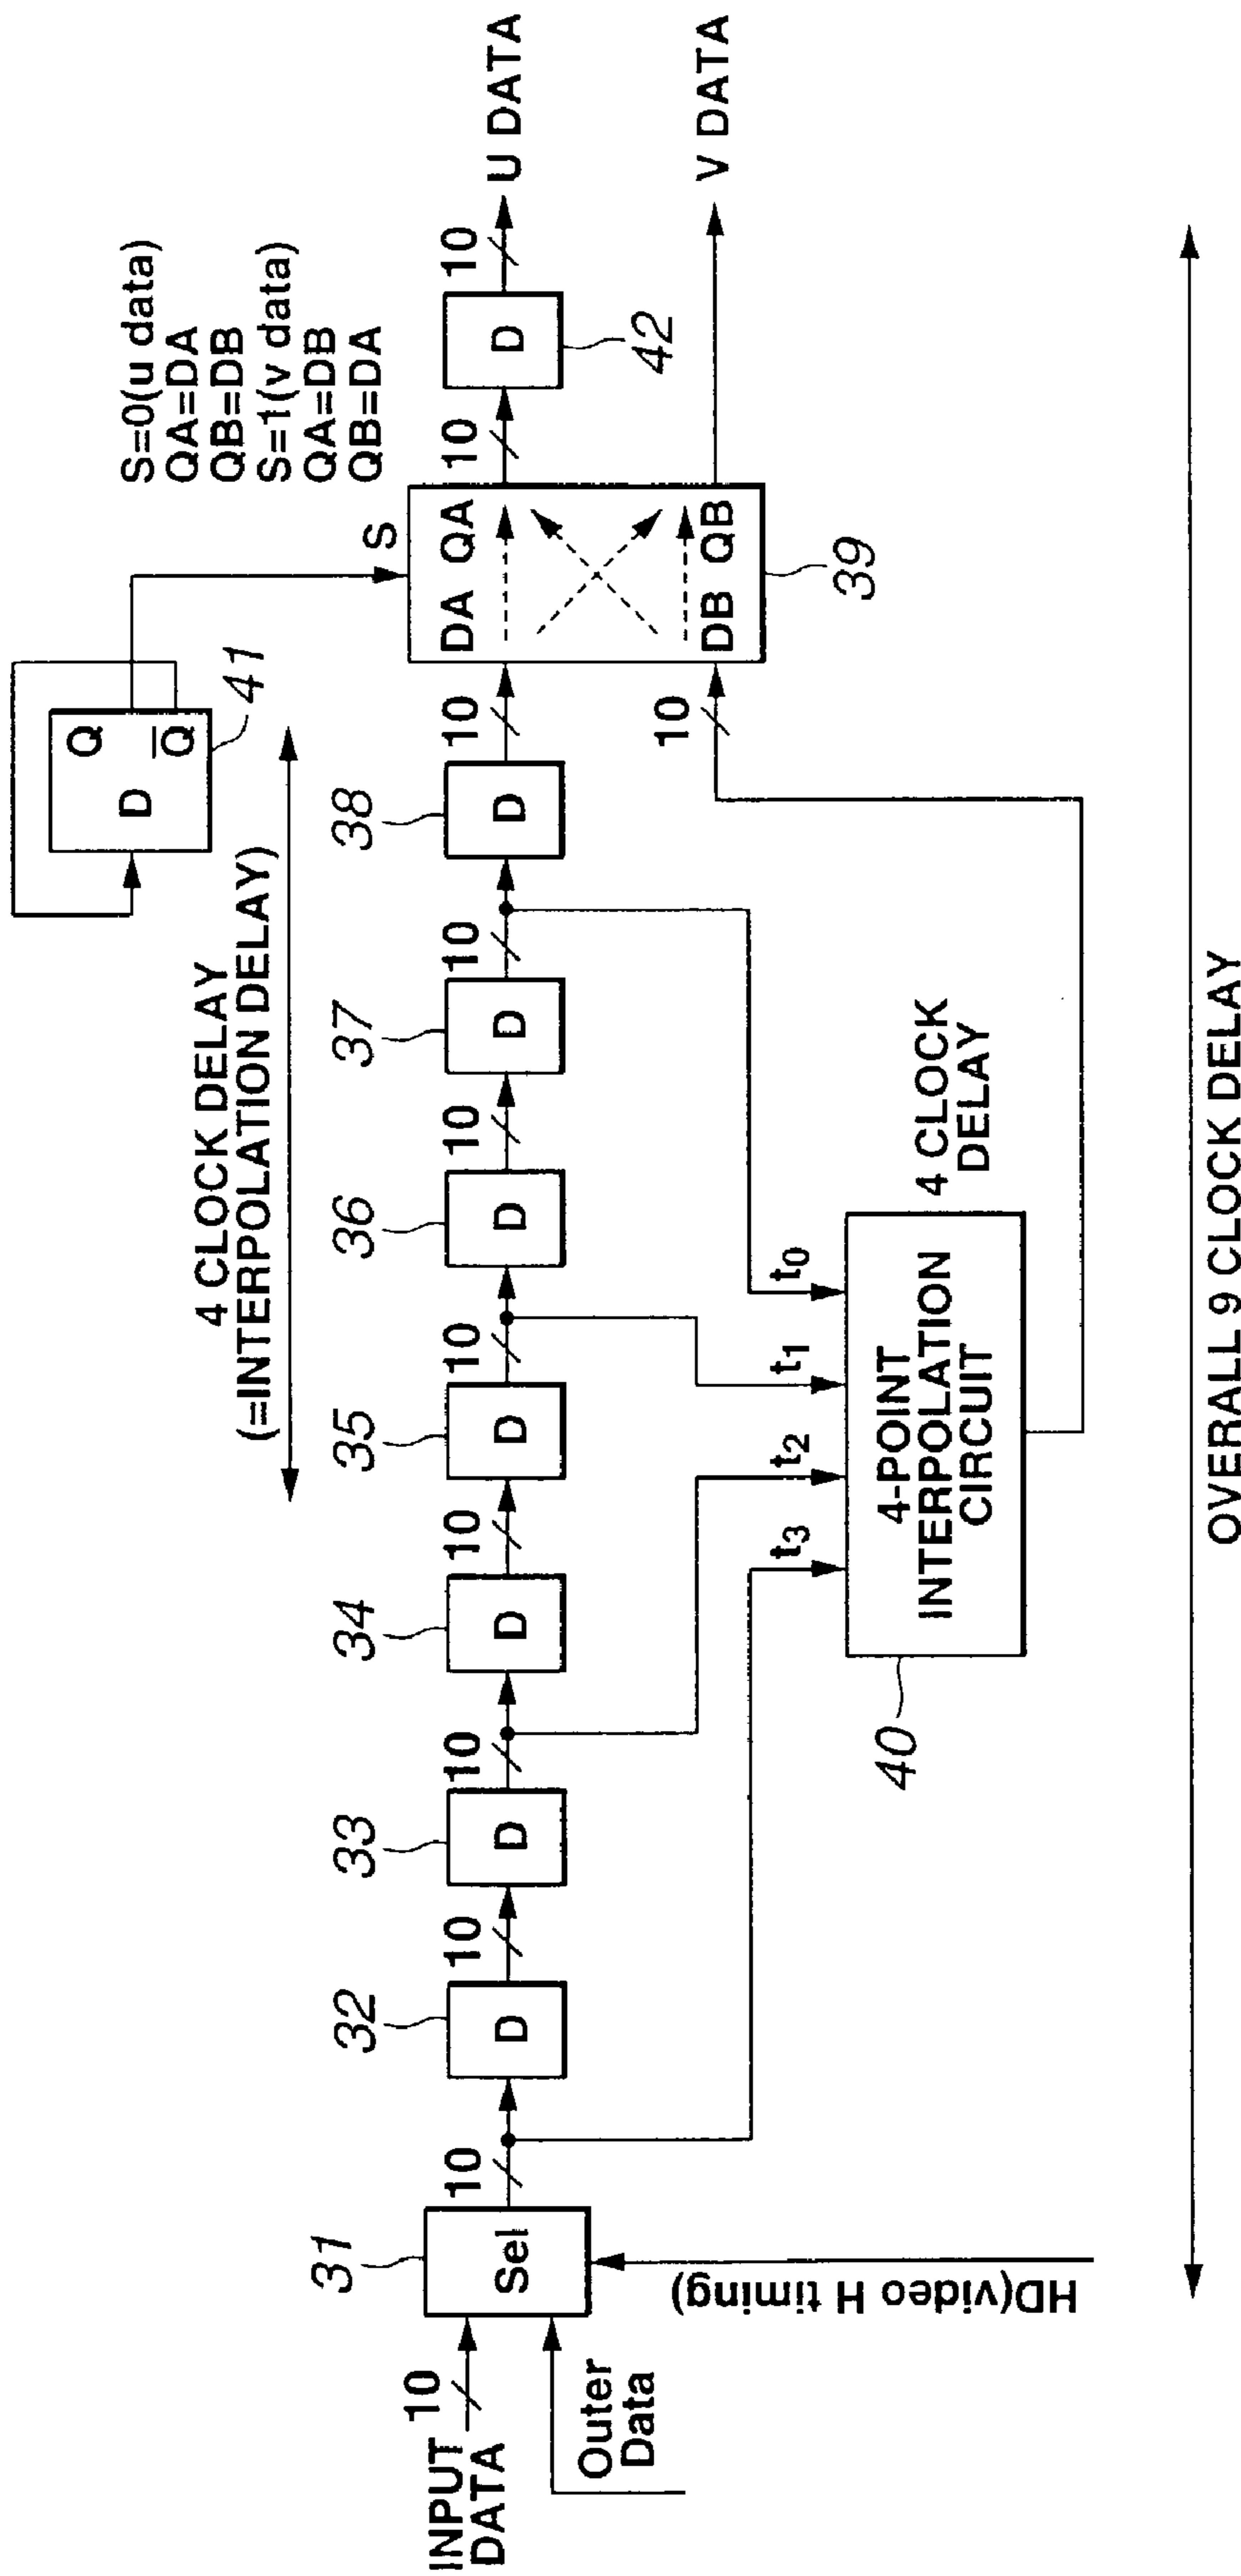 INPUT
DATA
10
Outer
Data
31
Sel
HD(video H timing)
10
32
D
10
33
D
10
34
D
10
35
D
10
36
D
10
37
D
10
38
D
10
4 CLOCK DELAY
(=INTERPOLATION DELAY)
D
Q
Q̅
41
S
S=0(u data)
QA=DA
QB=DB
S=1(v data)
QA=DB
QB=DA
DA QA
DB QB
39
10
10
D
42
10
U DATA
V DATA
t3
t2
t1
t0
4-POINT
INTERPOLATION
CIRCUIT
40
4 CLOCK
DELAY
OVERALL 9 CLOCK DELAY